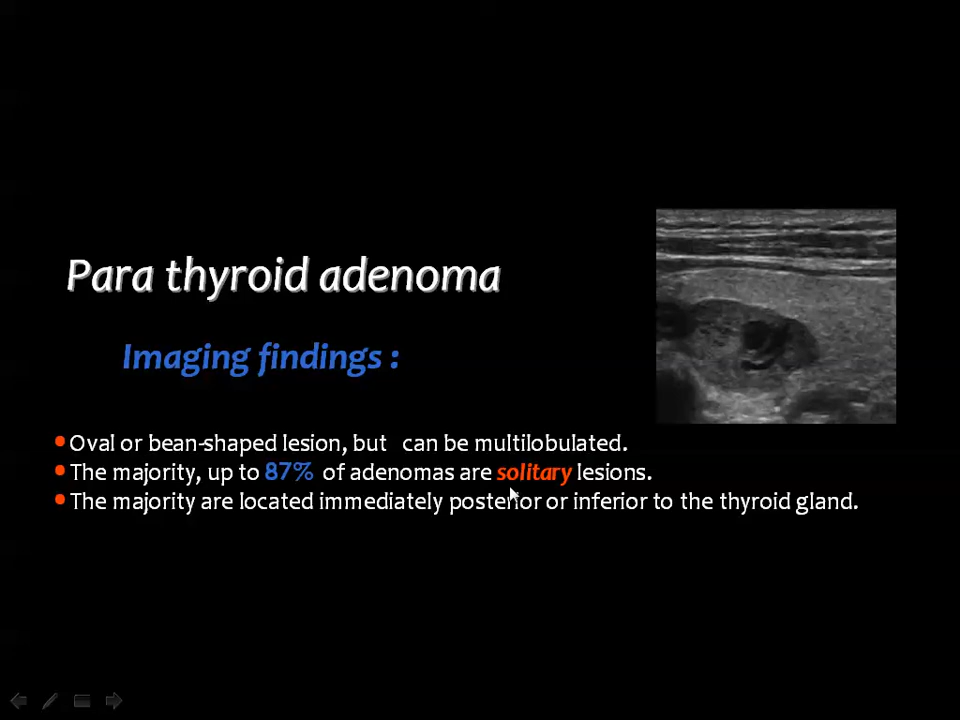 Para thyroid adenoma
Imaging findings :
• Oval or bean-shaped lesion, but can be multilobulated.
• The majority, up to 87% of adenomas are solitary lesions.
• The majority are located immediately posterior or inferior to the thyroid gland.